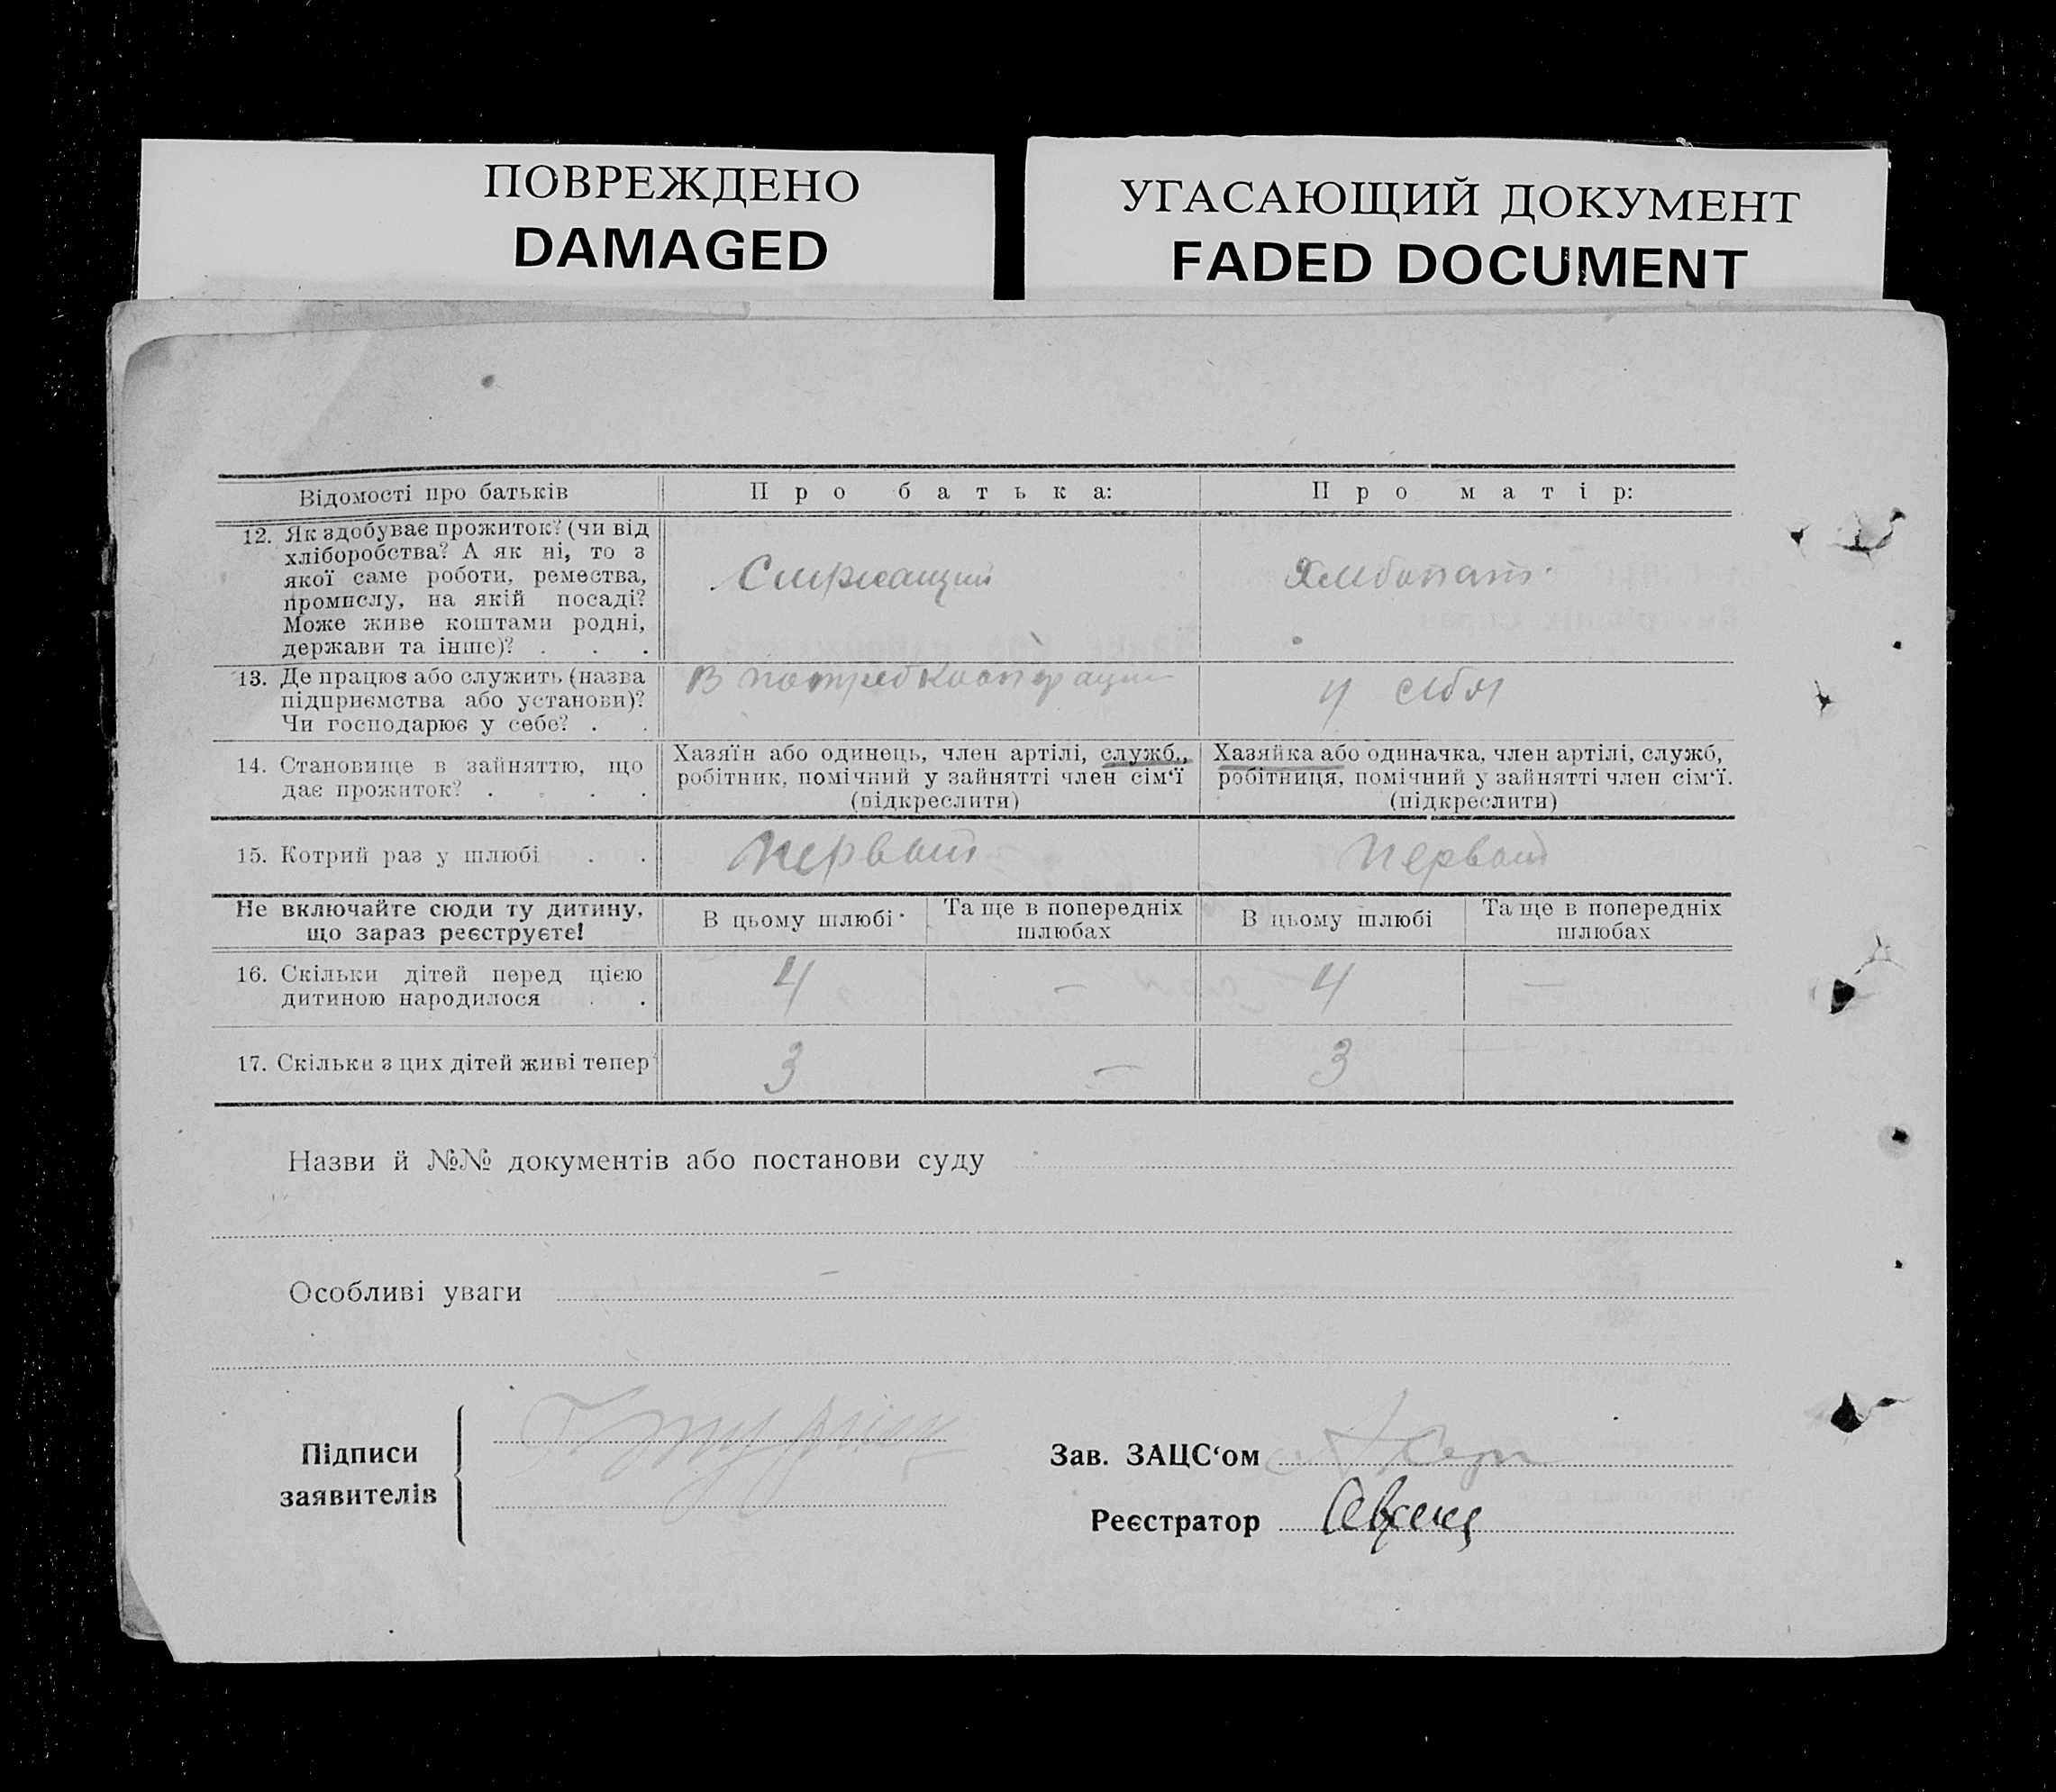 ПОВРЕЖДЕНО
DAMAGED
УГАСАЮЩИЙ ДОКУМЕНТ
FADED DOCUMENT
Відомості про батьків
Про батька:
Про матір:
12. Як здобуває прожиток? (чи від
хліборобства? А як ні, то з
якої саме роботи, ремества,
промислу, на якій посаді?
Може живе коштами родні,
держави та інше)? . . .
13. Де працює або служить (назва
підприємства або установи)?
Чи господарює у себе? . .
В потребкооперации
у себя
14. Становище в зайняттю, що
дає прожиток? . . . .
Хазяїн або одинець, член артілі, служб.,
робітник, помічний у зайнятті член сім‘ї
(підкреслити)
Хазяйка або одиначка, член артілі, служб,
робітниця, помічний у зайнятті член сім‘ї.
(підкреслити)
15. Котрий раз у шлюбі . .
первый
первый
Не включайте сюди ту дитину,
що зараз реєструєте!
В цьому шлюбі
Та ще в попередніх
шлюбах
В цьому шлюбі
Та ще в попередніх
шлюбах
16. Скільки дітей перед цією
дитиною народилося . .
4
—
4
—
17. Скільки з цих дітей живі тепер
3
—
3
Назви й №№ документів або постанови суду
Особливі уваги
Підписи
заявителів
Зав. ЗАЦС‘ом
Реєстратор